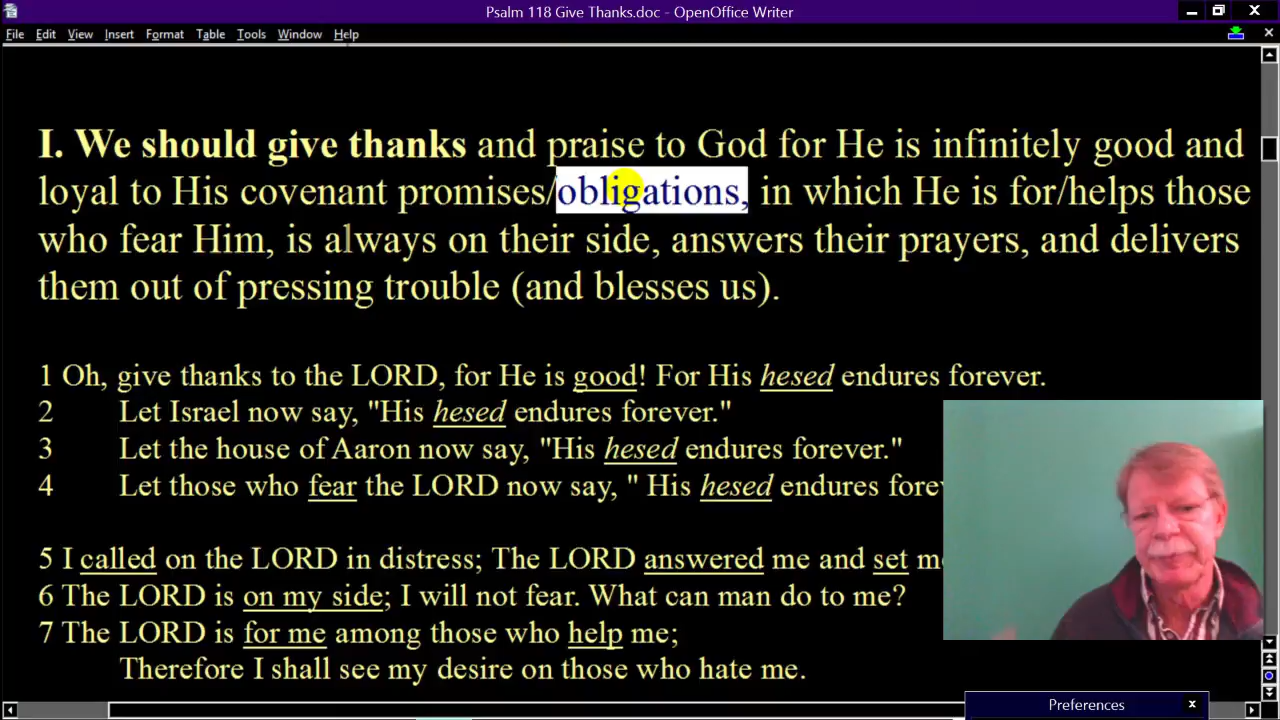 Psalm 118 Give Thanks.doc - OpenOffice Writer
File Edit View Insert Format Table Tools Window Help
I. We should give thanks and praise to God for He is infinitely good and
loyal to His covenant promises/obligations, in which He is for/helps those
who fear Him, is always on their side, answers their prayers, and delivers
them out of pressing trouble (and blesses us).
1 Oh, give thanks to the LORD, for He is good! For His hesed endures forever.
2 Let Israel now say, "His hesed endures forever."
3 Let the house of Aaron now say, "His hesed endures forever."
4 Let those who fear the LORD now say, " His hesed endures
5 I called on the LORD in distress; The LORD answered me and set
6 The LORD is on my side; I will not fear. What can man do to me?
7 The LORD is for me among those who help me;
Therefore I shall see my desire on those who hate me.
Preferences x